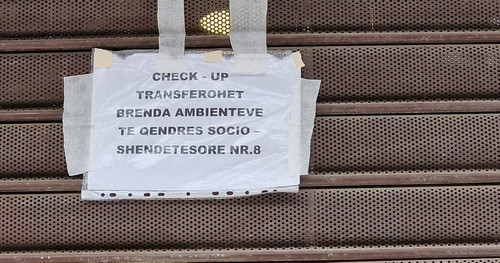 CHECK - UP
TRANSFEROHET
BRENDA AMBIENTEVE
TE QENDRES SOCIO –
SHENDETESORE NR.8